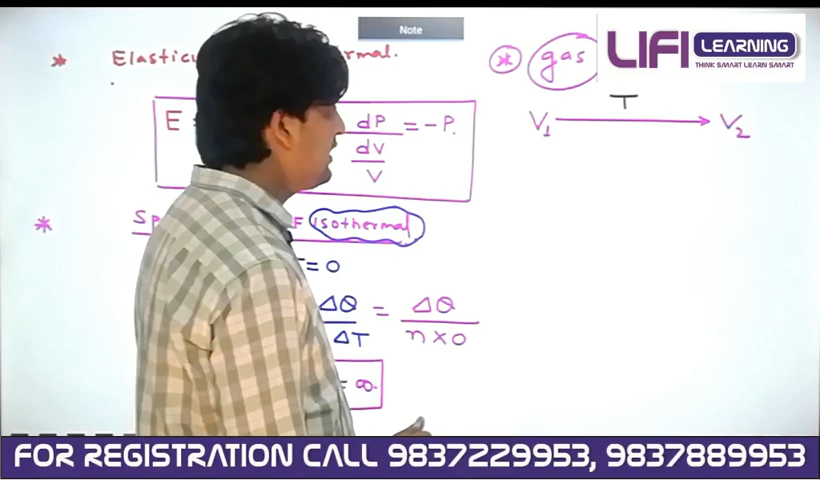 Note
* Elasticu rmal.
E = dP = -P.
dV
V
* SP F isothermal
T = 0
ΔQ = ΔQ
ΔT n×0
= ∞.
* gas
T
V1 V2
LIFI LEARNING
THINK SMART LEARN SMART
FOR REGISTRATION CALL 9837229953, 9837889953